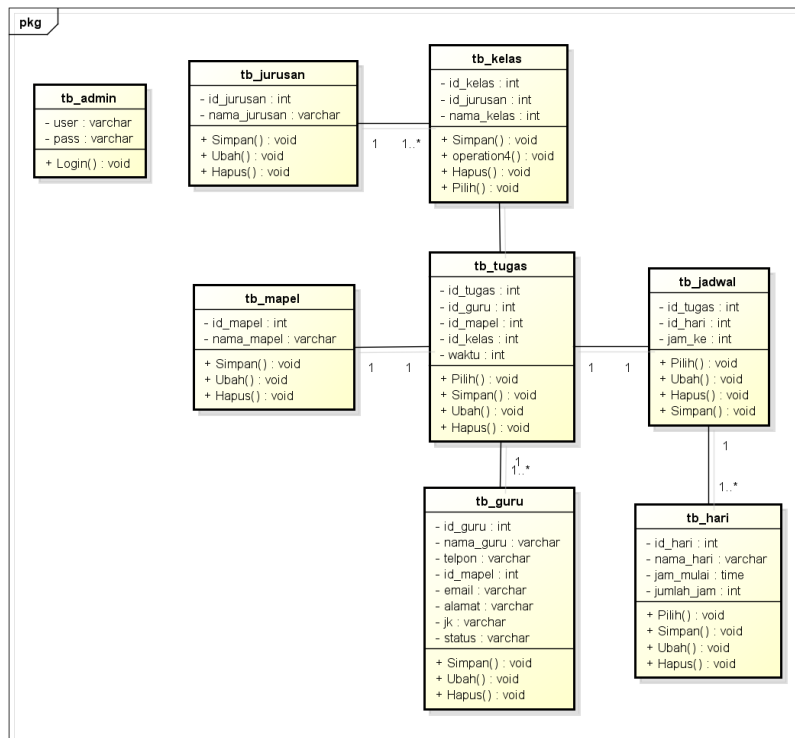 pkg
tb_admin
- user : varchar
- pass : varchar
+ Login() : void
tb_jurusan
- id_jurusan : int
- nama_jurusan : varchar
+ Simpan() : void
+ Ubah() : void
+ Hapus() : void
1
1..*
tb_kelas
- id_kelas : int
- id_jurusan : int
- nama_kelas : int
+ Simpan() : void
+ operation4() : void
+ Hapus() : void
+ Pilih() : void
tb_mapel
- id_mapel : int
- nama_mapel : varchar
+ Simpan() : void
+ Ubah() : void
+ Hapus() : void
1
1
tb_tugas
- id_tugas : int
- id_guru : int
- id_mapel : int
- id_kelas : int
- waktu : int
+ Pilih() : void
+ Simpan() : void
+ Ubah() : void
+ Hapus() : void
1
1
tb_jadwal
- id_tugas : int
- id_hari : int
- jam_ke : int
+ Pilih() : void
+ Ubah() : void
+ Hapus() : void
+ Simpan() : void
1
1..*
1
1..*
tb_guru
- id_guru : int
- nama_guru : varchar
- telpon : varchar
- id_mapel : int
- email : varchar
- alamat : varchar
- jk : varchar
- status : varchar
+ Simpan() : void
+ Ubah() : void
+ Hapus() : void
tb_hari
- id_hari : int
- nama_hari : varchar
- jam_mulai : time
- jumlah_jam : int
+ Pilih() : void
+ Simpan() : void
+ Ubah() : void
+ Hapus() : void